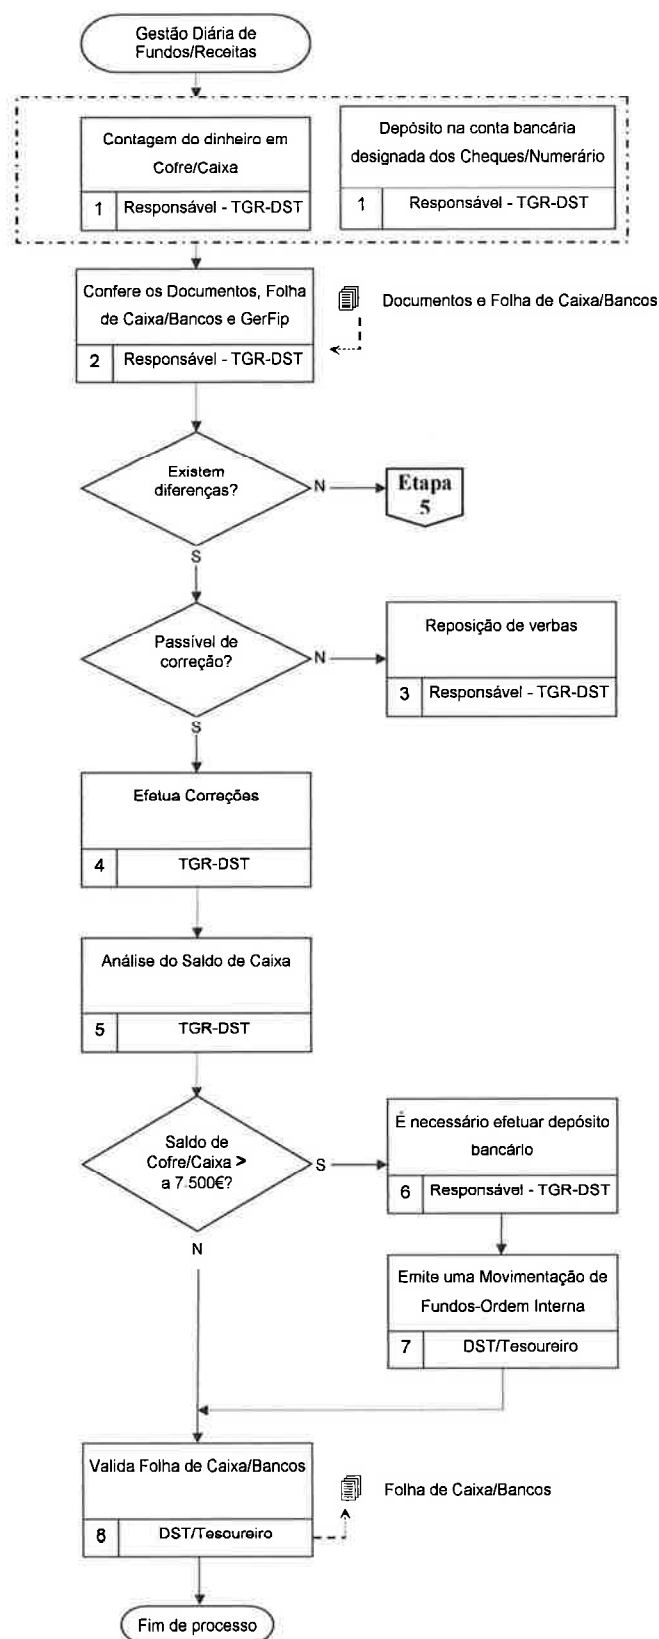 Gestão Diária de
Fundos/Receitas
Contagem do dinheiro em
Cofre/Caixa
1 Responsável - TGR-DST
Depósito na conta bancária
designada dos Cheques/Numerário
1 Responsável - TGR-DST
Confere os Documentos, Folha
de Caixa/Bancos e GerFip
2 Responsável - TGR-DST
Documentos e Folha de Caixa/Bancos
Existem
diferenças?
N
Etapa
5
S
Passível de
correção?
N
Reposição de verbas
3 Responsável - TGR-DST
S
Efetua Correções
4 TGR-DST
Análise do Saldo de Caixa
5 TGR-DST
Saldo de
Cofre/Caixa >
a 7.500€?
S
É necessário efetuar depósito
bancário
6 Responsável - TGR-DST
N
Emite uma Movimentação de
Fundos-Ordem Interna
7 DST/Tesoureiro
Valida Folha de Caixa/Bancos
8 DST/Tesoureiro
Folha de Caixa/Bancos
Fim de processo